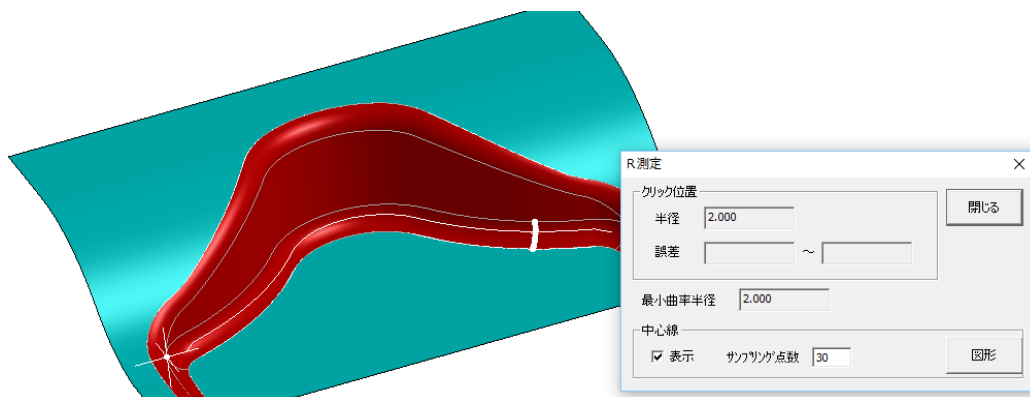 R測定
クリック位置
閉じる
半径 2.000
誤差 ～
最小曲率半径 2.000
中心線
表示 サンプリング点数 30 図形